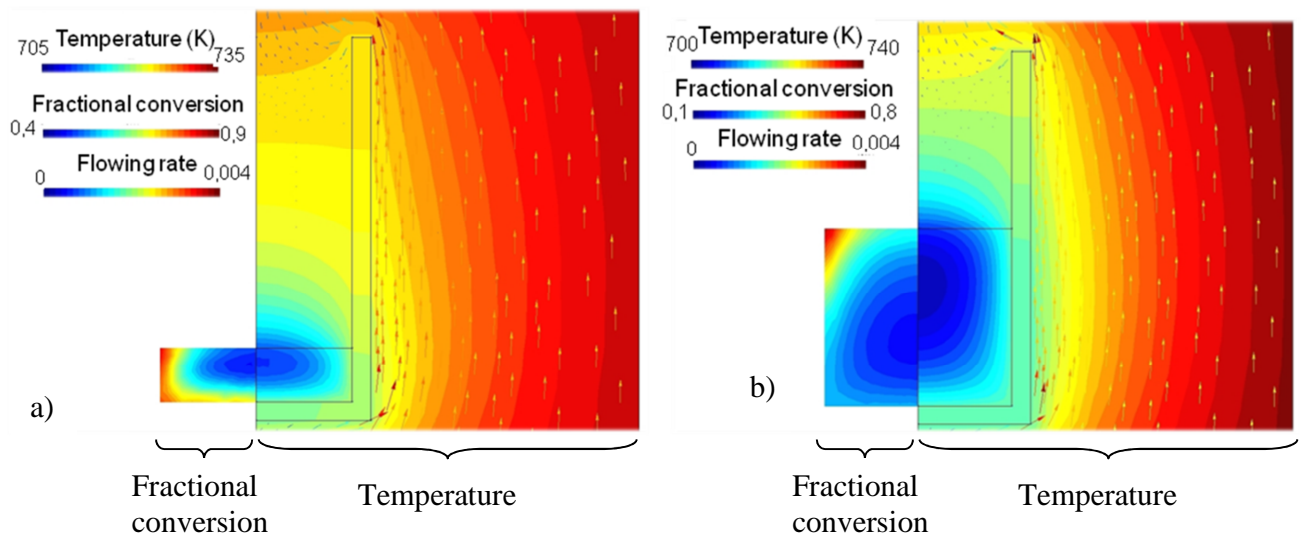 Temperature (K)
705 735
Fractional conversion
0,4 0,9
Flowing rate
0 0,004
a)
Fractional
conversion
Temperature
Temperature (K)
700 740
Fractional conversion
0,1 0,8
Flowing rate
0 0,004
b)
Fractional
conversion
Temperature